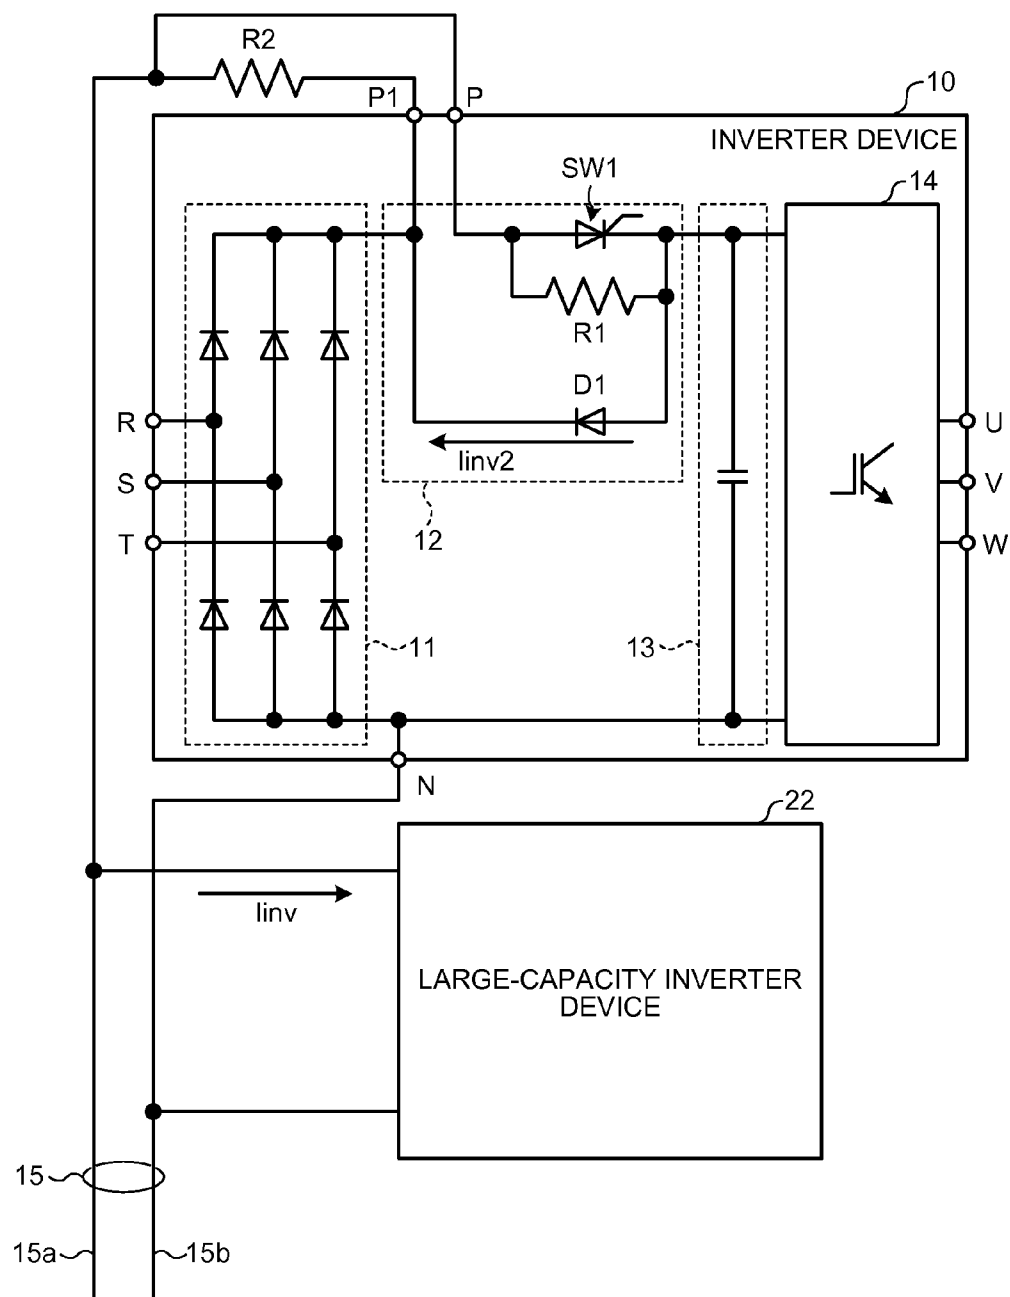 R2
P1
P
10
INVERTER DEVICE
SW1
14
R1
D1
R
U
Iinv2
S
V
12
T
W
11
13
N
22
Iinv
LARGE-CAPACITY INVERTER
DEVICE
15
15a
15b